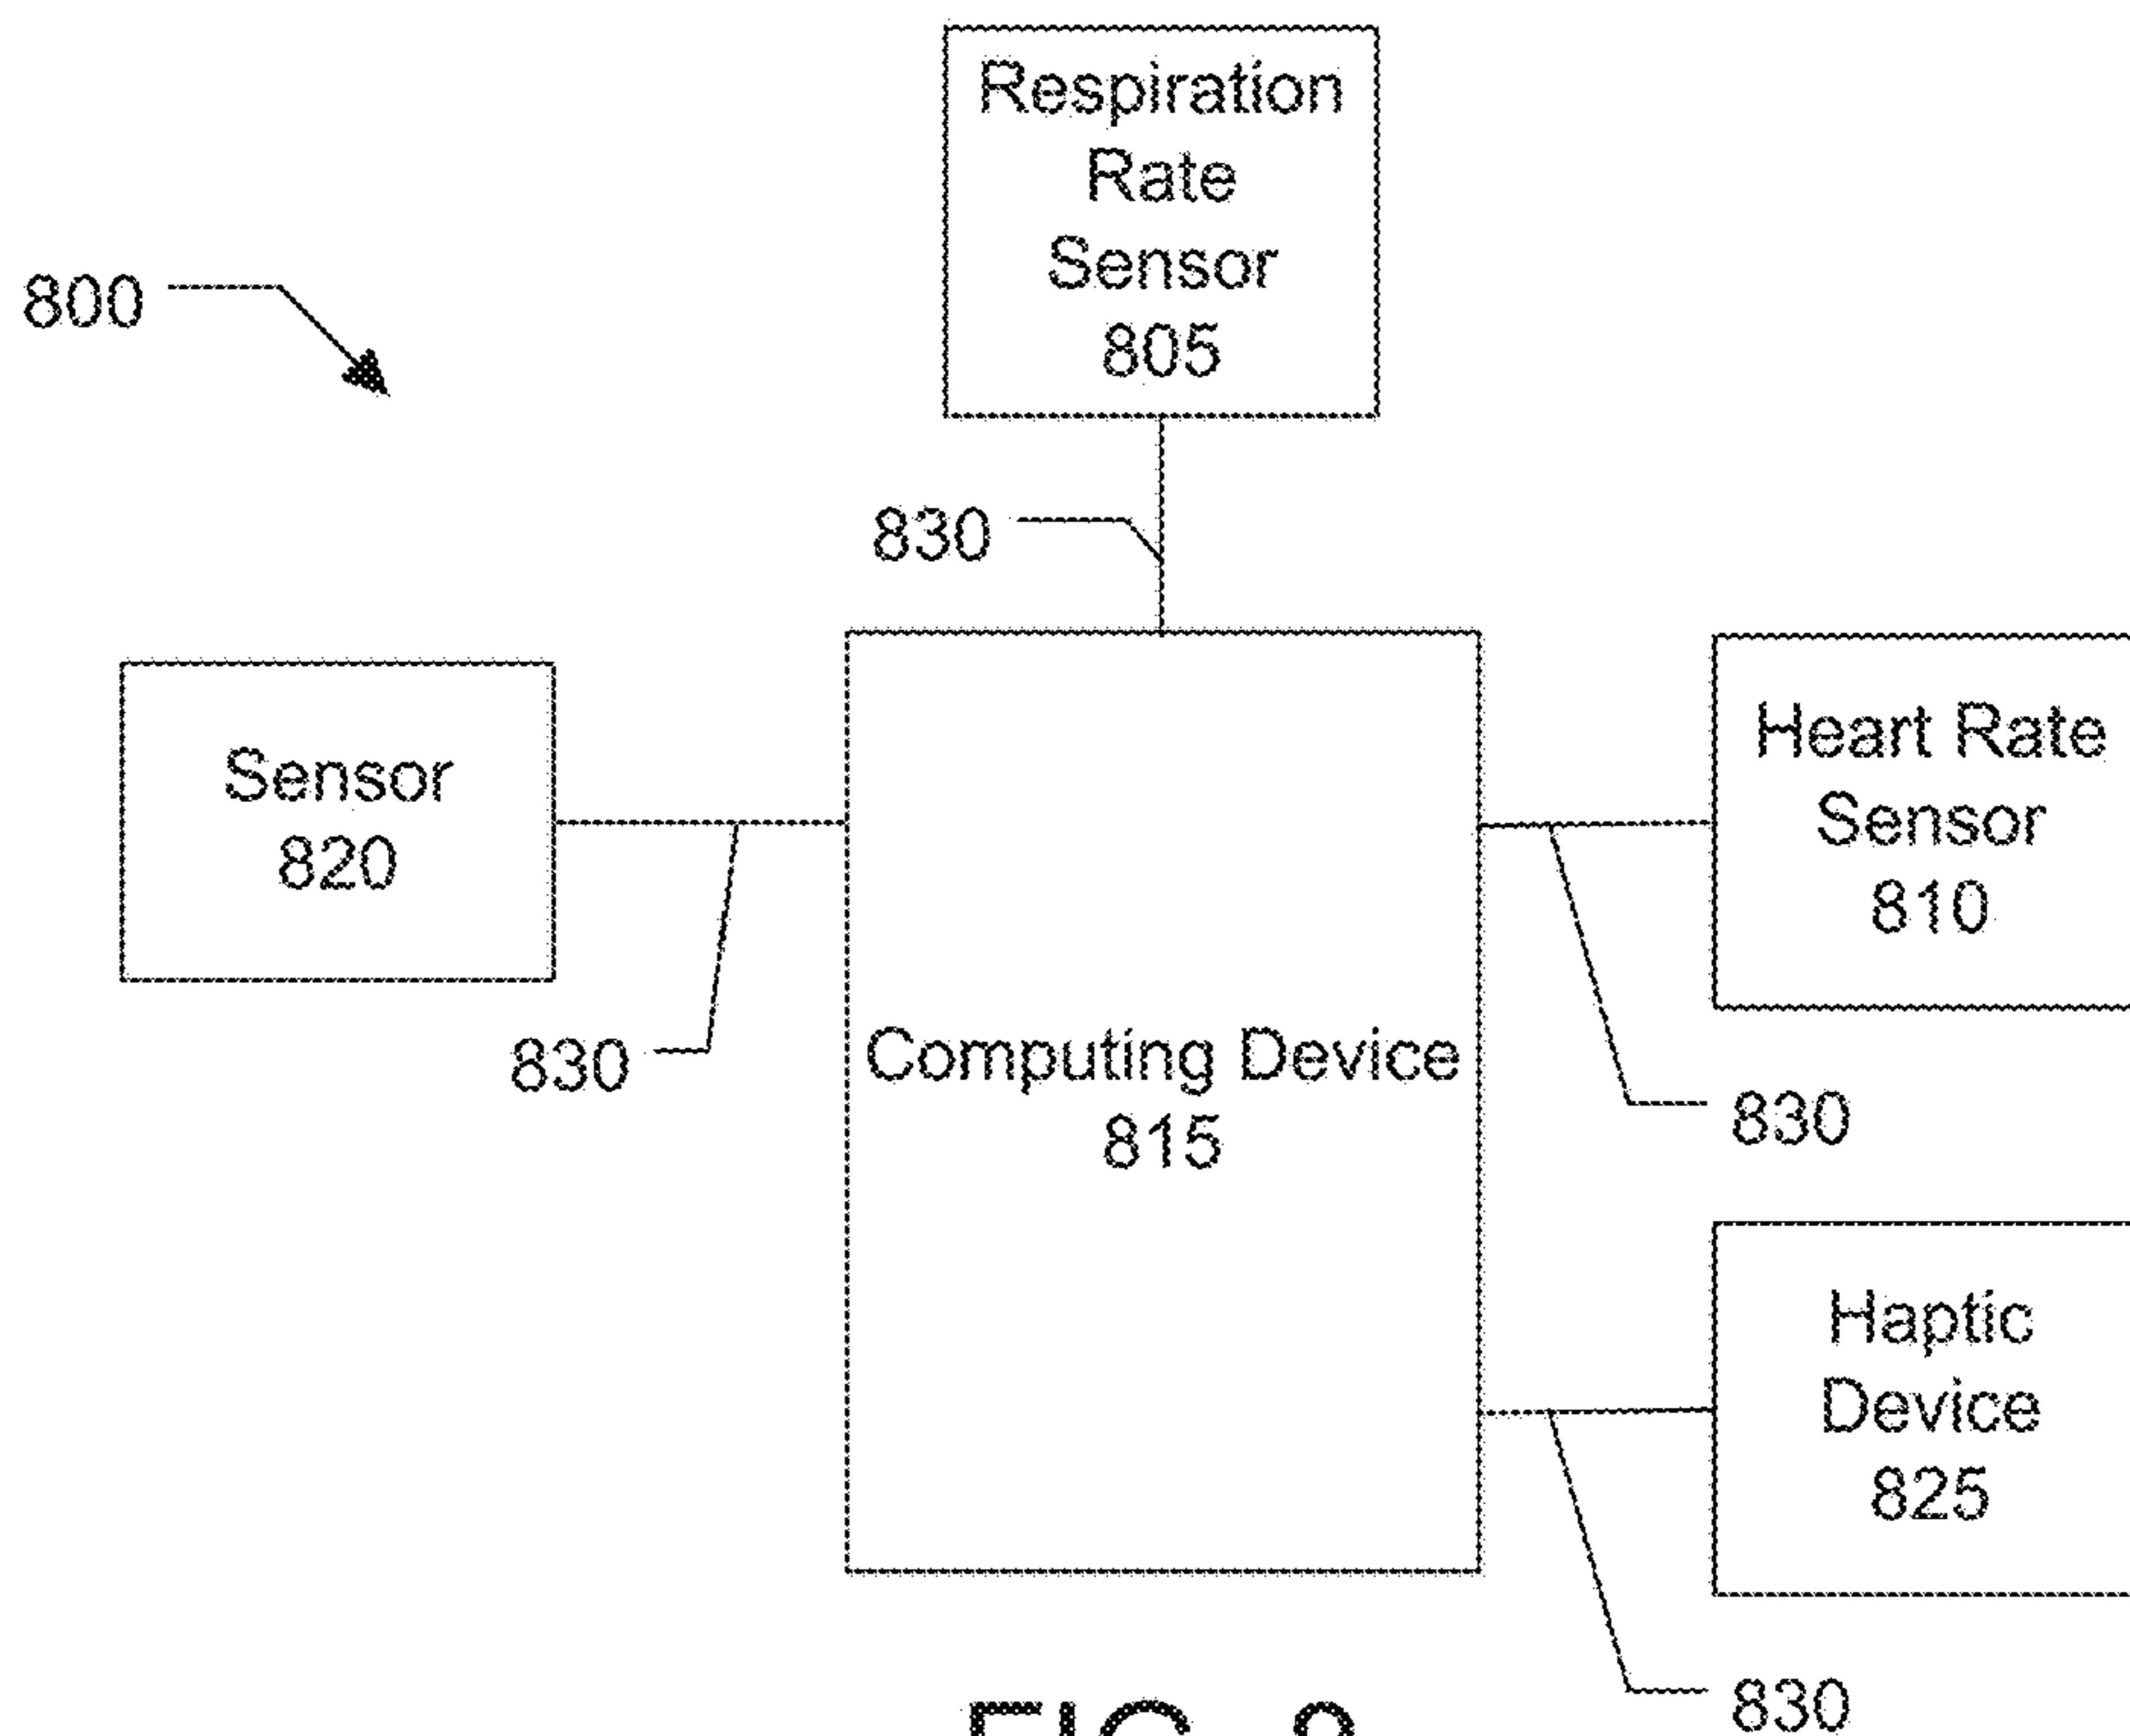 Respiration
Rate
Sensor
805
800
830
Sensor
820
Heart Rate
Sensor
810
830
Computing Device
815
830
Haptic
Device
825
830